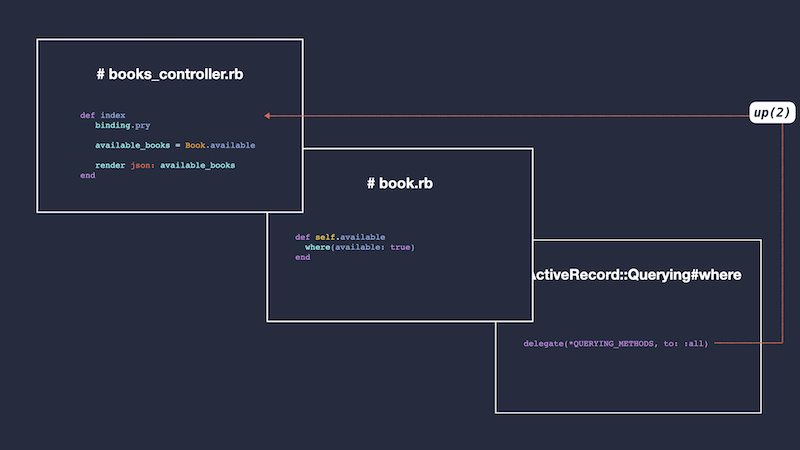 # books_controller.rb
def index
binding.pry
available_books = Book.available
render json: available_books
end
up(2)
# book.rb
def self.available
where(available: true)
end
ActiveRecord::Querying#where
delegate(*QUERYING_METHODS, to: :all)